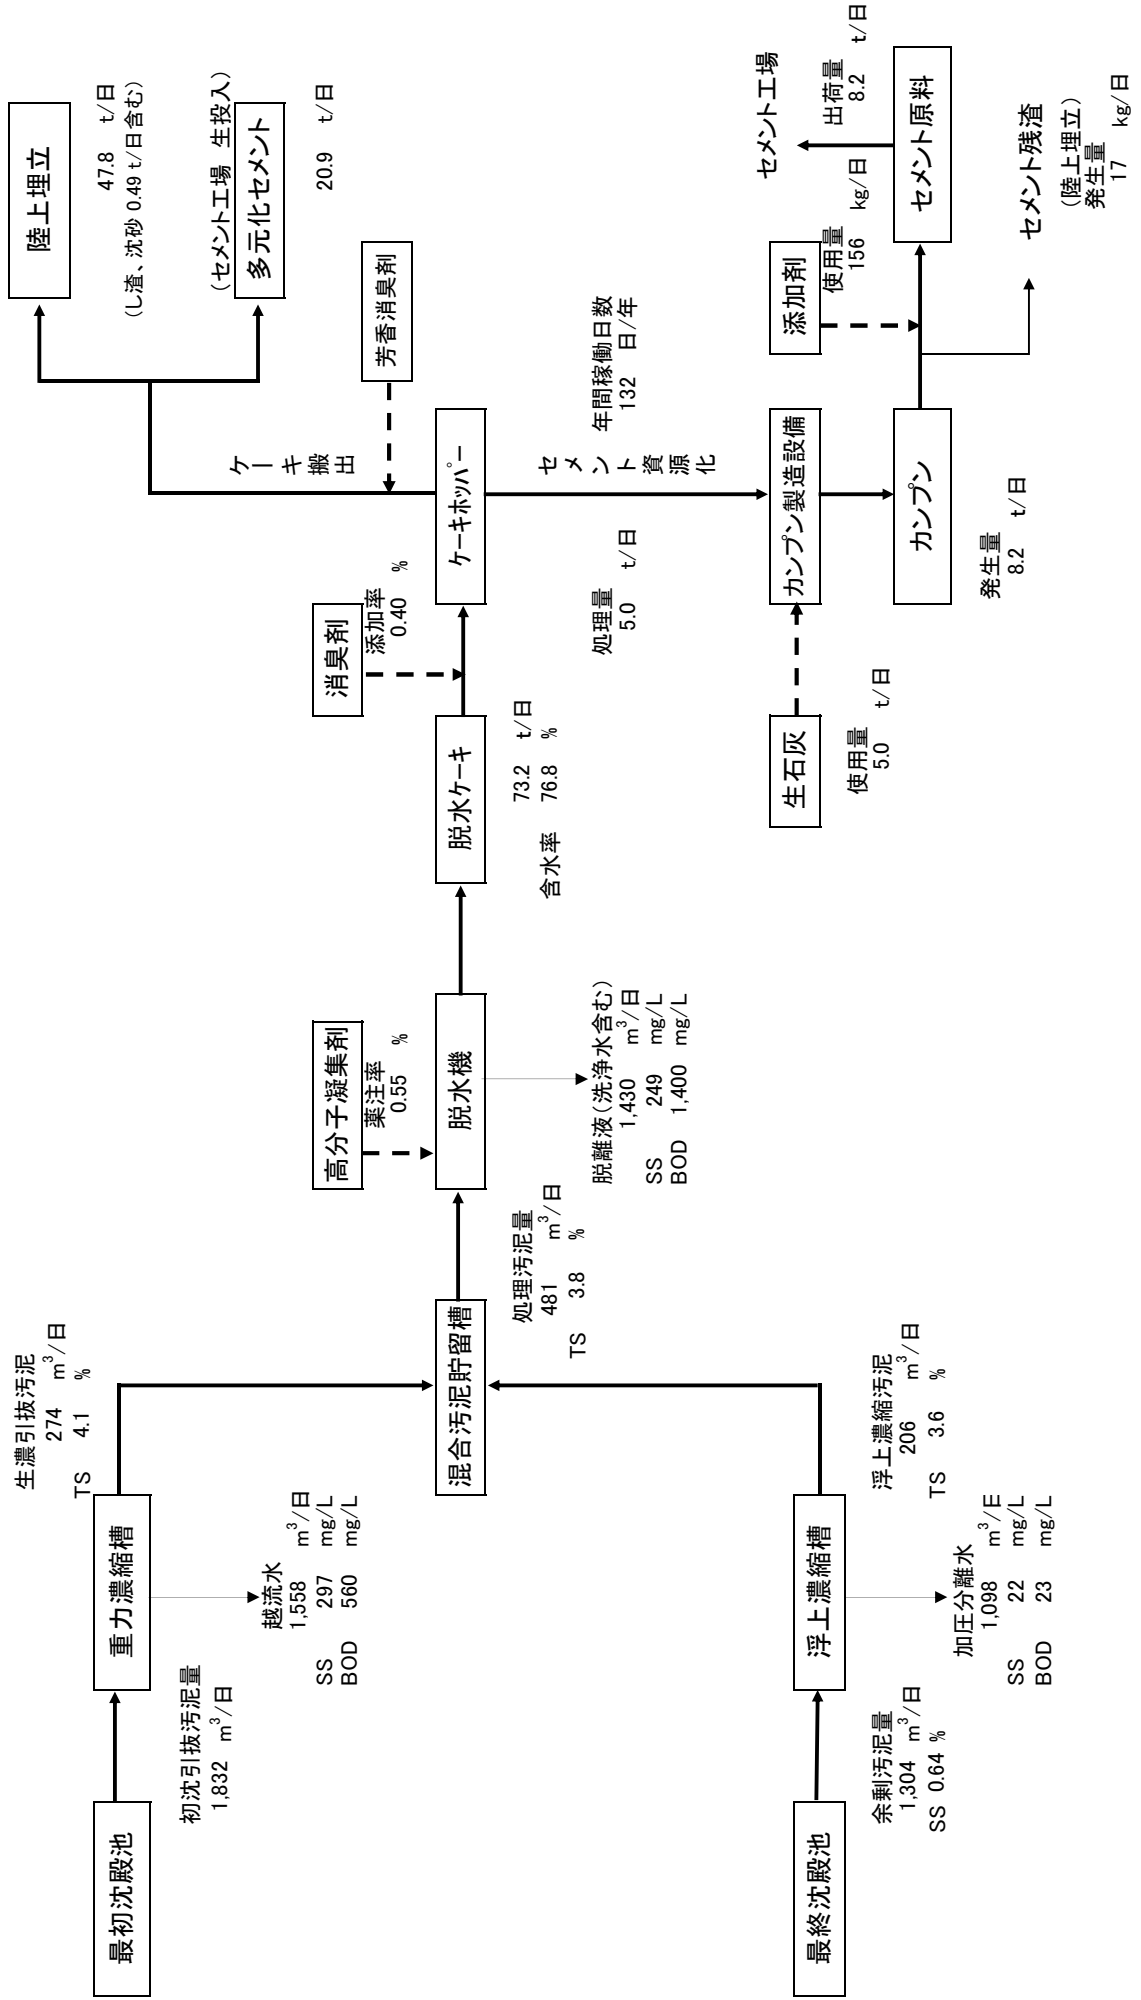 最初沈殿池
初沈引抜汚泥量
1,832 m³/日
重力濃縮槽
越流水
1,558 m³/日
SS 297 mg/L
BOD 560 mg/L
生濃引抜汚泥
274 m³/日
TS 4.1 %
最終沈殿池
余剰汚泥量
1,304 m³/日
SS 0.64 %
浮上濃縮槽
加圧分離水
1,098 m³/日
SS 22 mg/L
BOD 23 mg/L
浮上濃縮汚泥
206 m³/日
TS 3.6 %
混合汚泥貯留槽
処理汚泥量
481 m³/日
TS 3.8 %
高分子凝集剤
薬注率
0.55 %
脱水機
脱離液(洗浄水含む)
1,430 m³/日
SS 249 mg/L
BOD 1,400 mg/L
脱水ケーキ
73.2 t/日
含水率 76.8 %
消臭剤
添加率
0.40 %
ケーキホッパー
芳香消臭剤
ケーキ搬出
陸上埋立
47.8 t/日
(し渣、沈砂 0.49 t/日含む)
(セメント工場 生投入)
多元化セメント
20.9 t/日
セメント資源化
年間稼働日数
132 日/年
処理量
5.0 t/日
生石灰
使用量
5.0 t/日
カンプン製造設備
カンプン
発生量
8.2 t/日
添加剤
使用量
156 kg/日
セメント原料
セメント工場
出荷量
8.2 t/日
セメント残渣
(陸上埋立)
発生量
17 kg/日